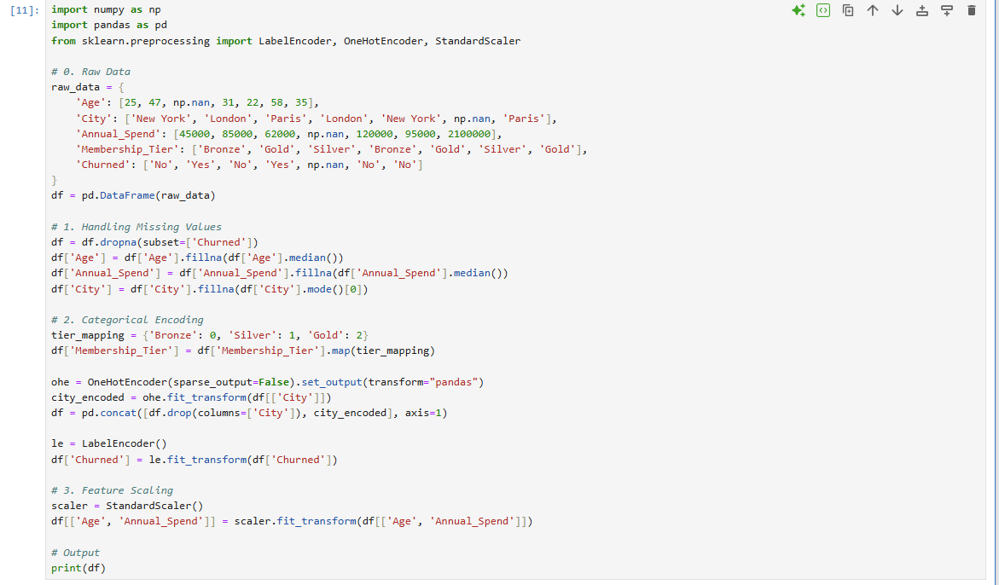 [11]:
import numpy as np
import pandas as pd
from sklearn.preprocessing import LabelEncoder, OneHotEncoder, StandardScaler

# 0. Raw Data
raw_data = {
    'Age': [25, 47, np.nan, 31, 22, 58, 35],
    'City': ['New York', 'London', 'Paris', 'London', 'New York', np.nan, 'Paris'],
    'Annual_Spend': [45000, 85000, 62000, np.nan, 120000, 95000, 2100000],
    'Membership_Tier': ['Bronze', 'Gold', 'Silver', 'Bronze', 'Gold', 'Silver', 'Gold'],
    'Churned': ['No', 'Yes', 'No', 'Yes', np.nan, 'No', 'No']
}
df = pd.DataFrame(raw_data)

# 1. Handling Missing Values
df = df.dropna(subset=['Churned'])
df['Age'] = df['Age'].fillna(df['Age'].median())
df['Annual_Spend'] = df['Annual_Spend'].fillna(df['Annual_Spend'].median())
df['City'] = df['City'].fillna(df['City'].mode()[0])

# 2. Categorical Encoding
tier_mapping = {'Bronze': 0, 'Silver': 1, 'Gold': 2}
df['Membership_Tier'] = df['Membership_Tier'].map(tier_mapping)

ohe = OneHotEncoder(sparse_output=False).set_output(transform="pandas")
city_encoded = ohe.fit_transform(df[['City']])
df = pd.concat([df.drop(columns=['City']), city_encoded], axis=1)

le = LabelEncoder()
df['Churned'] = le.fit_transform(df['Churned'])

# 3. Feature Scaling
scaler = StandardScaler()
df[['Age', 'Annual_Spend']] = scaler.fit_transform(df[['Age', 'Annual_Spend']])

# Output
print(df)